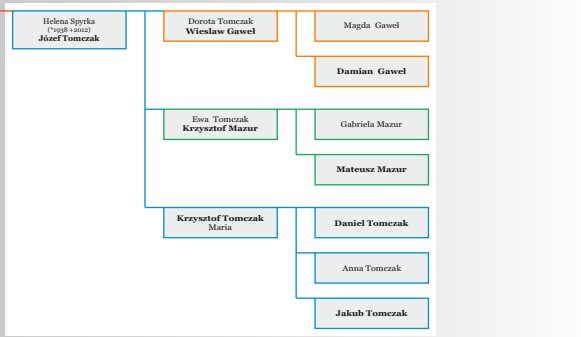 Helena Spyrka
(*1938 +2012)
Józef Tomczak
Dorota Tomczak
Wiesław Gaweł
Magda Gaweł
Damian Gaweł
Ewa Tomczak
Krzysztof Mazur
Gabriela Mazur
Mateusz Mazur
Krzysztof Tomczak
Maria
Daniel Tomczak
Anna Tomczak
Jakub Tomczak